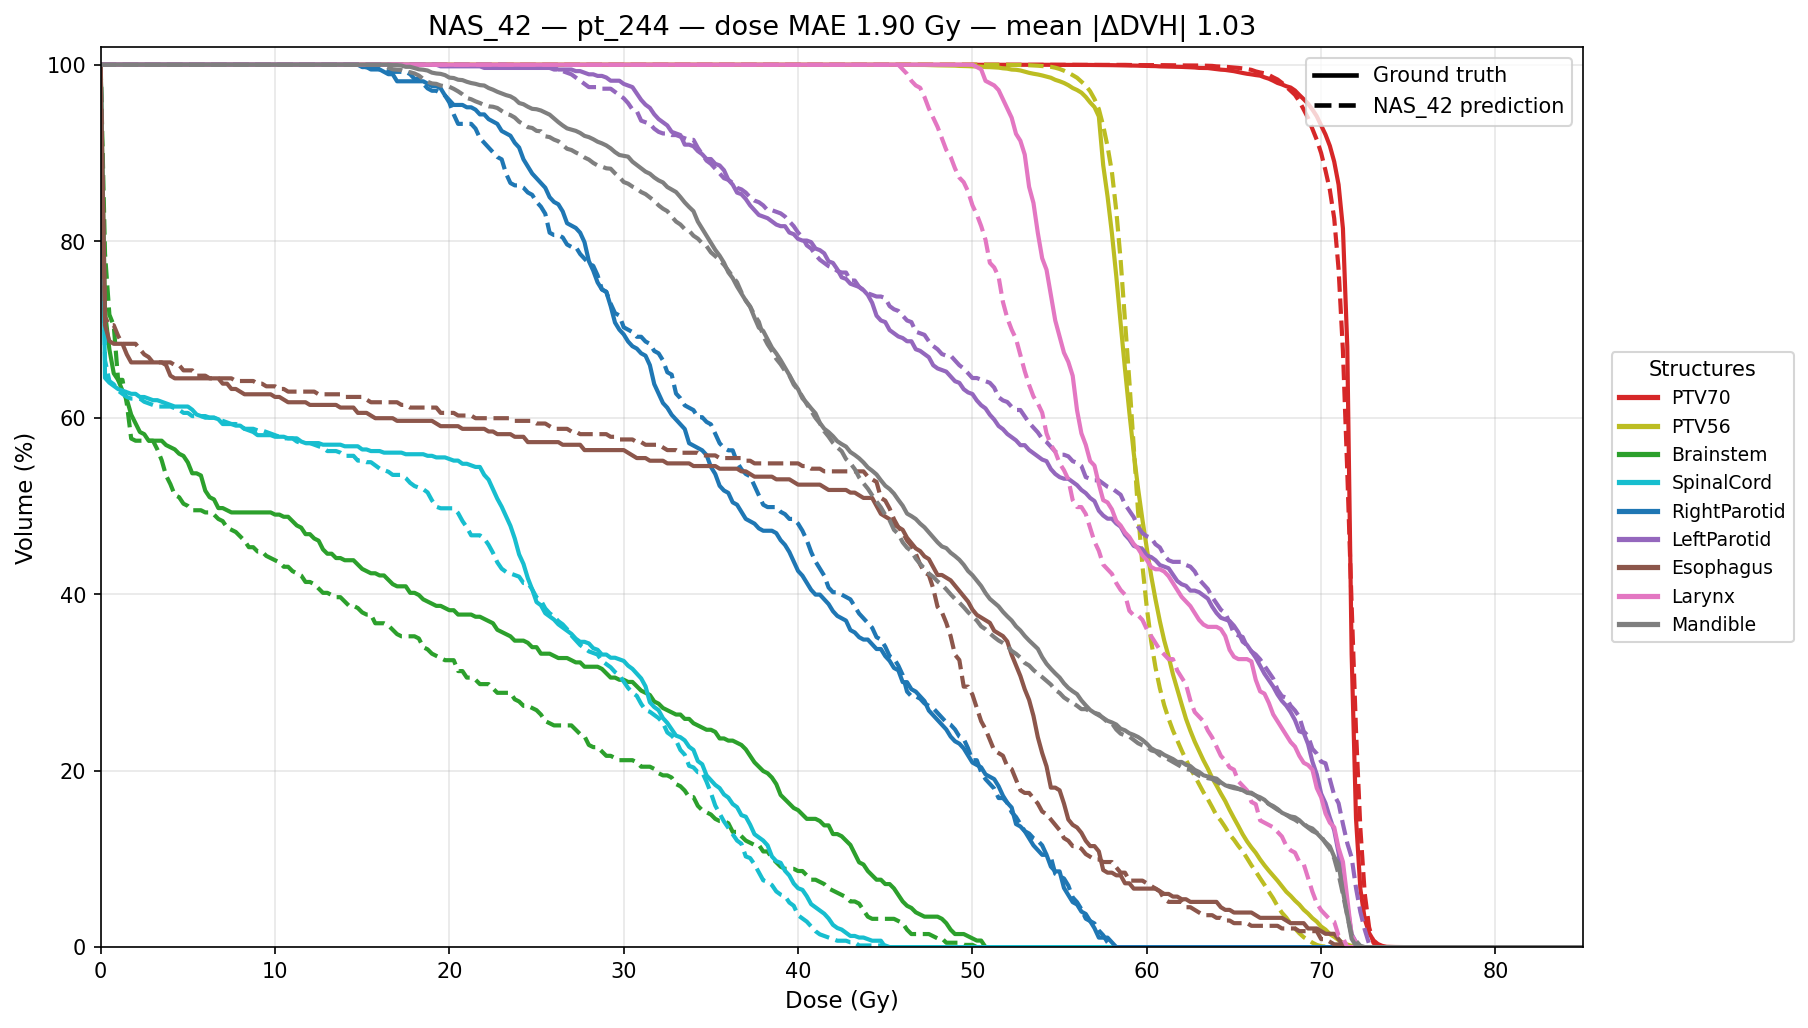 NAS_42 — pt_244 — dose MAE 1.90 Gy — mean |ΔDVH| 1.03
Ground truth
NAS_42 prediction
Volume (%)
100
80
60
40
20
0
0 10 20 30 40 50 60 70 80
Dose (Gy)
Structures
PTV70
PTV56
Brainstem
SpinalCord
RightParotid
LeftParotid
Esophagus
Larynx
Mandible